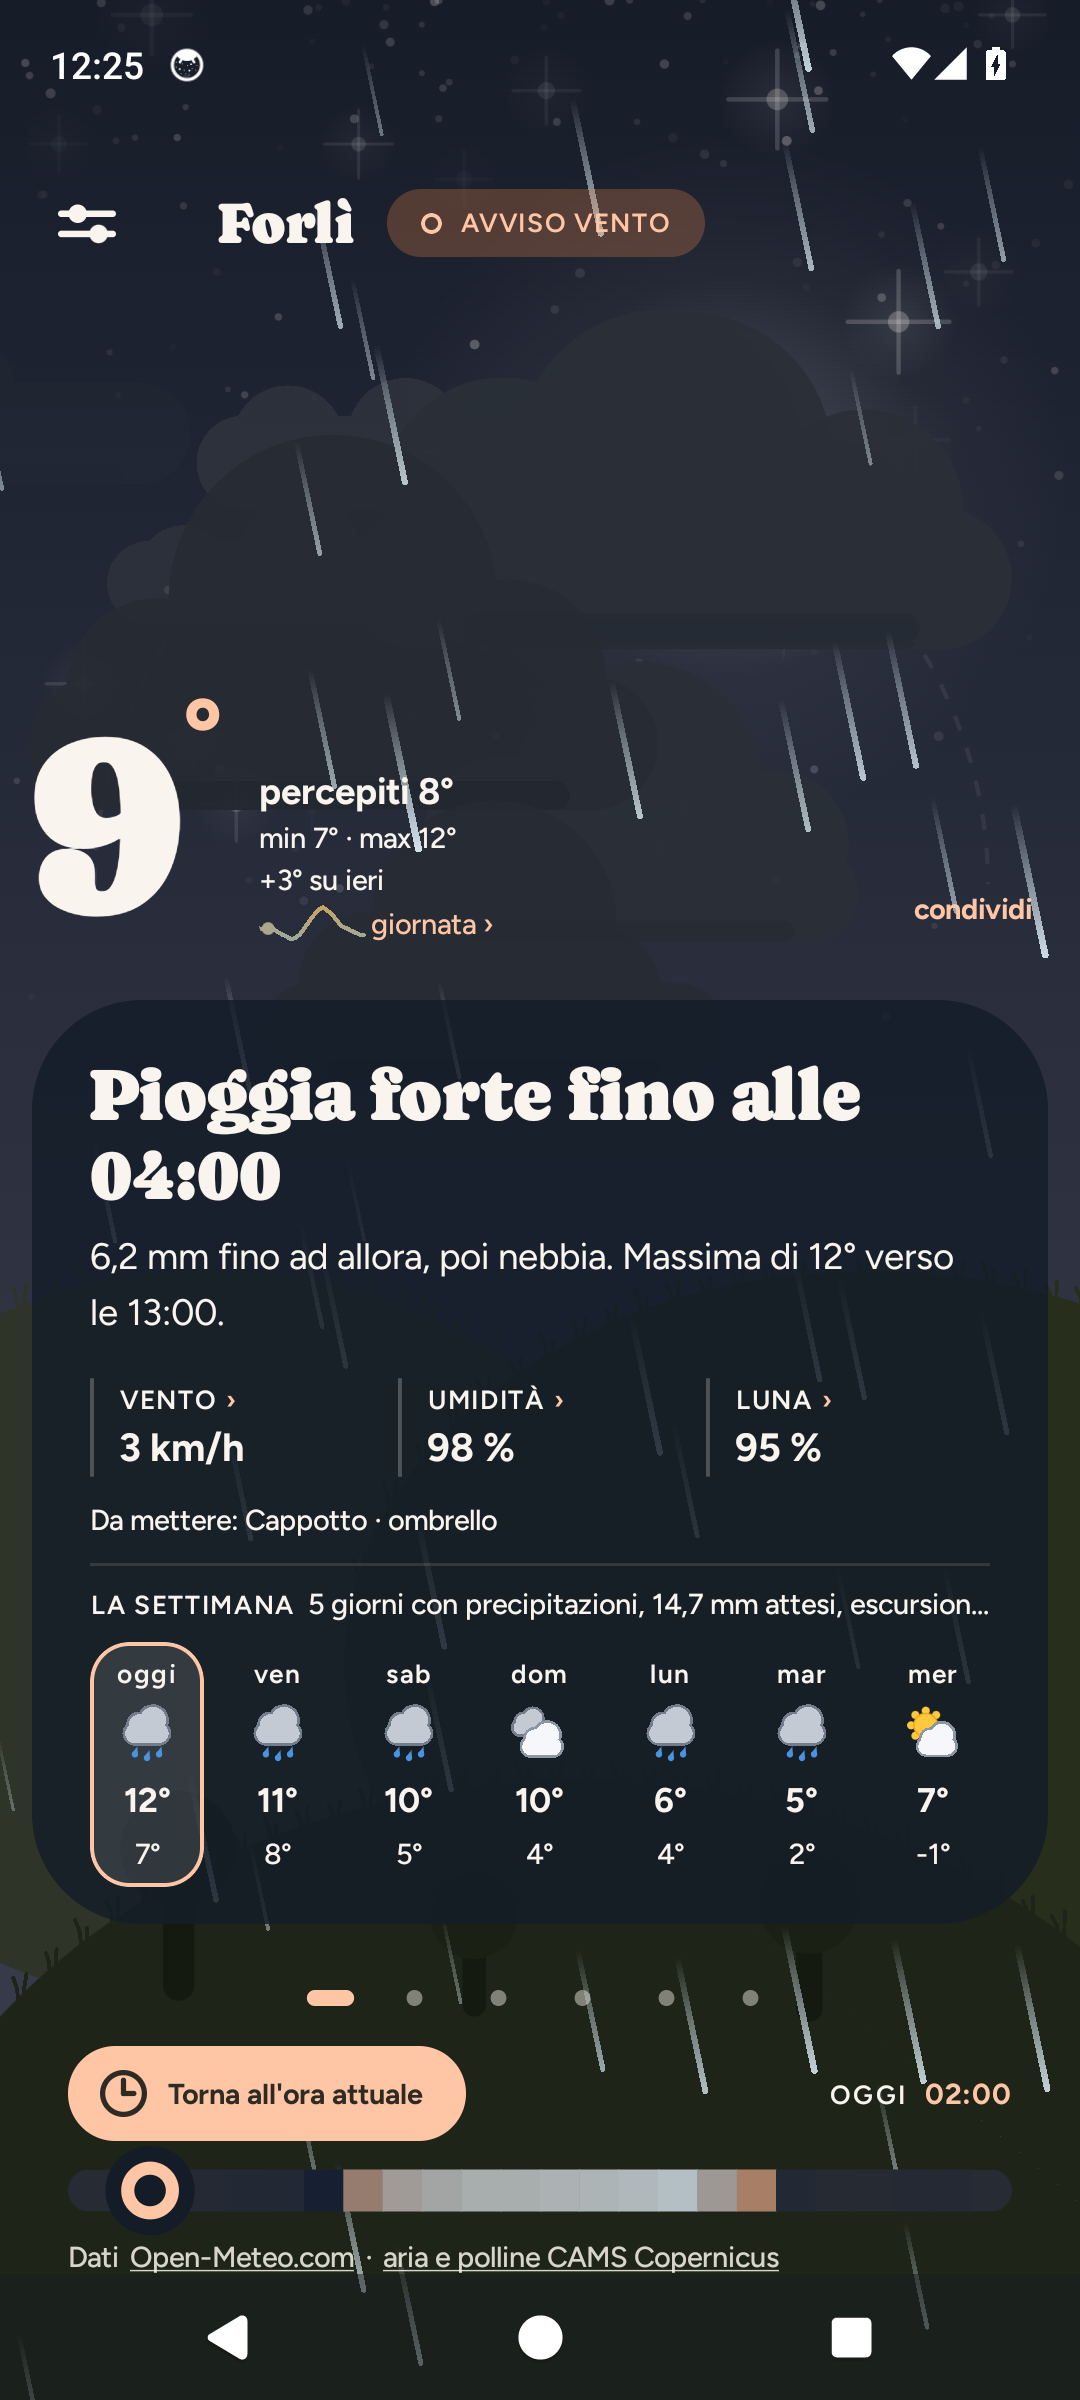 12:25
Forlì
AVVISO VENTO
9°
percepiti 8°
min 7° · max 12°
+3° su ieri
giornata ›
condividi
Pioggia forte fino alle
04:00
6,2 mm fino ad allora, poi nebbia. Massima di 12° verso
le 13:00.
VENTO › UMIDITÀ › LUNA ›
3 km/h 98 % 95 %
Da mettere: Cappotto · ombrello
LA SETTIMANA 5 giorni con precipitazioni, 14,7 mm attesi, escursion...
oggi ven sab dom lun mar mer
12° 11° 10° 10° 6° 5° 7°
7° 8° 5° 4° 4° 2° -1°
Torna all'ora attuale
OGGI 02:00
Dati Open-Meteo.com · aria e polline CAMS Copernicus